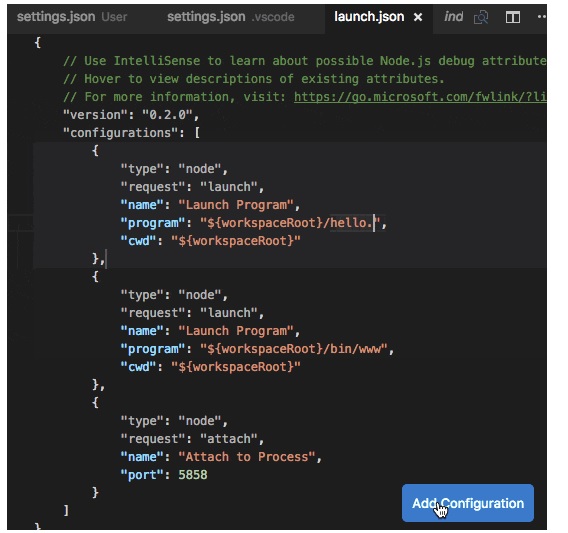 settings.json User settings.json .vscode launch.json × ind ..
{
// Use IntelliSense to learn about possible Node.js debug attribute
// Hover to view descriptions of existing attributes.
// For more information, visit: https://go.microsoft.com/fwlink/?li
"version": "0.2.0",
"configurations": [
{
"type": "node",
"request": "launch",
"name": "Launch Program",
"program": "${workspaceRoot}/hello.",
"cwd": "${workspaceRoot}"
},
{
"type": "node",
"request": "launch",
"name": "Launch Program",
"program": "${workspaceRoot}/bin/www",
"cwd": "${workspaceRoot}"
},
{
"type": "node",
"request": "attach",
"name": "Attach to Process",
"port": 5858
}
]
}
Add Configuration